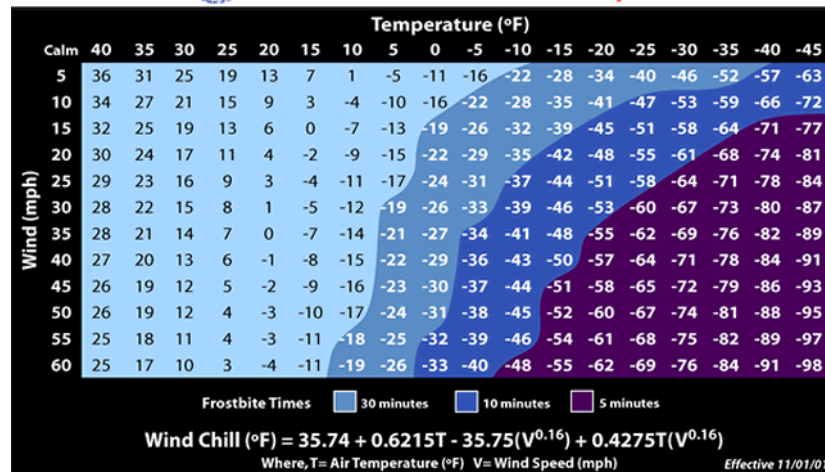 Temperature (°F)
Calm 40 35 30 25 20 15 10 5 0 -5 -10 -15 -20 -25 -30 -35 -40 -45
5 36 31 25 19 13 7 1 -5 -11 -16 -22 -28 -34 -40 -46 -52 -57 -63
10 34 27 21 15 9 3 -4 -10 -16 -22 -28 -35 -41 -47 -53 -59 -66 -72
15 32 25 19 13 6 0 -7 -13 -19 -26 -32 -39 -45 -51 -58 -64 -71 -77
20 30 24 17 11 4 -2 -9 -15 -22 -29 -35 -42 -48 -55 -61 -68 -74 -81
25 29 23 16 9 3 -4 -11 -17 -24 -31 -37 -44 -51 -58 -64 -71 -78 -84
30 28 22 15 8 1 -5 -12 -19 -26 -33 -39 -46 -53 -60 -67 -73 -80 -87
35 28 21 14 7 0 -7 -14 -21 -27 -34 -41 -48 -55 -62 -69 -76 -82 -89
40 27 20 13 6 -1 -8 -15 -22 -29 -36 -43 -50 -57 -64 -71 -78 -84 -91
45 26 19 12 5 -2 -9 -16 -23 -30 -37 -44 -51 -58 -65 -72 -79 -86 -93
50 26 19 12 4 -3 -10 -17 -24 -31 -38 -45 -52 -60 -67 -74 -81 -88 -95
55 25 18 11 4 -3 -11 -18 -25 -32 -39 -46 -54 -61 -68 -75 -82 -89 -97
60 25 17 10 3 -4 -11 -19 -26 -33 -40 -48 -55 -62 -69 -76 -84 -91 -98
Wind (mph)
Frostbite Times 30 minutes 10 minutes 5 minutes
Wind Chill (°F) = 35.74 + 0.6215T - 35.75(V^0.16) + 0.4275T(V^0.16)
Where, T= Air Temperature (°F) V= Wind Speed (mph)
Effective 11/01/01